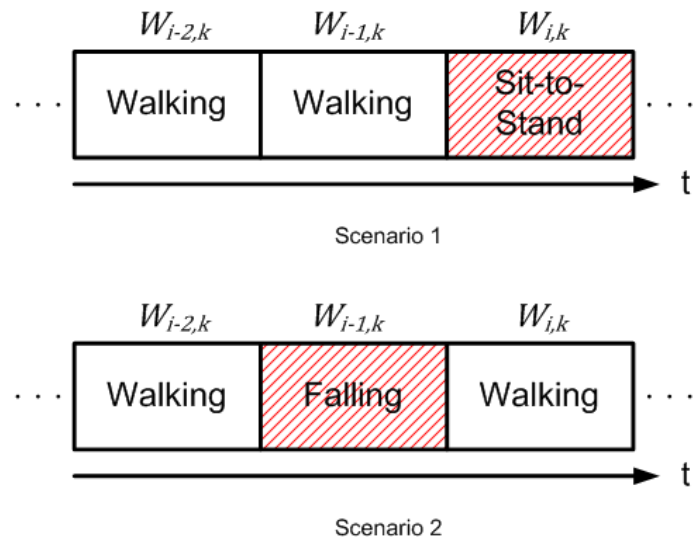 W_{i-2,k} W_{i-1,k} W_{i,k}
· · · Walking Walking Sit-to-Stand · · ·
t
Scenario 1
W_{i-2,k} W_{i-1,k} W_{i,k}
· · · Walking Falling Walking · · ·
t
Scenario 2